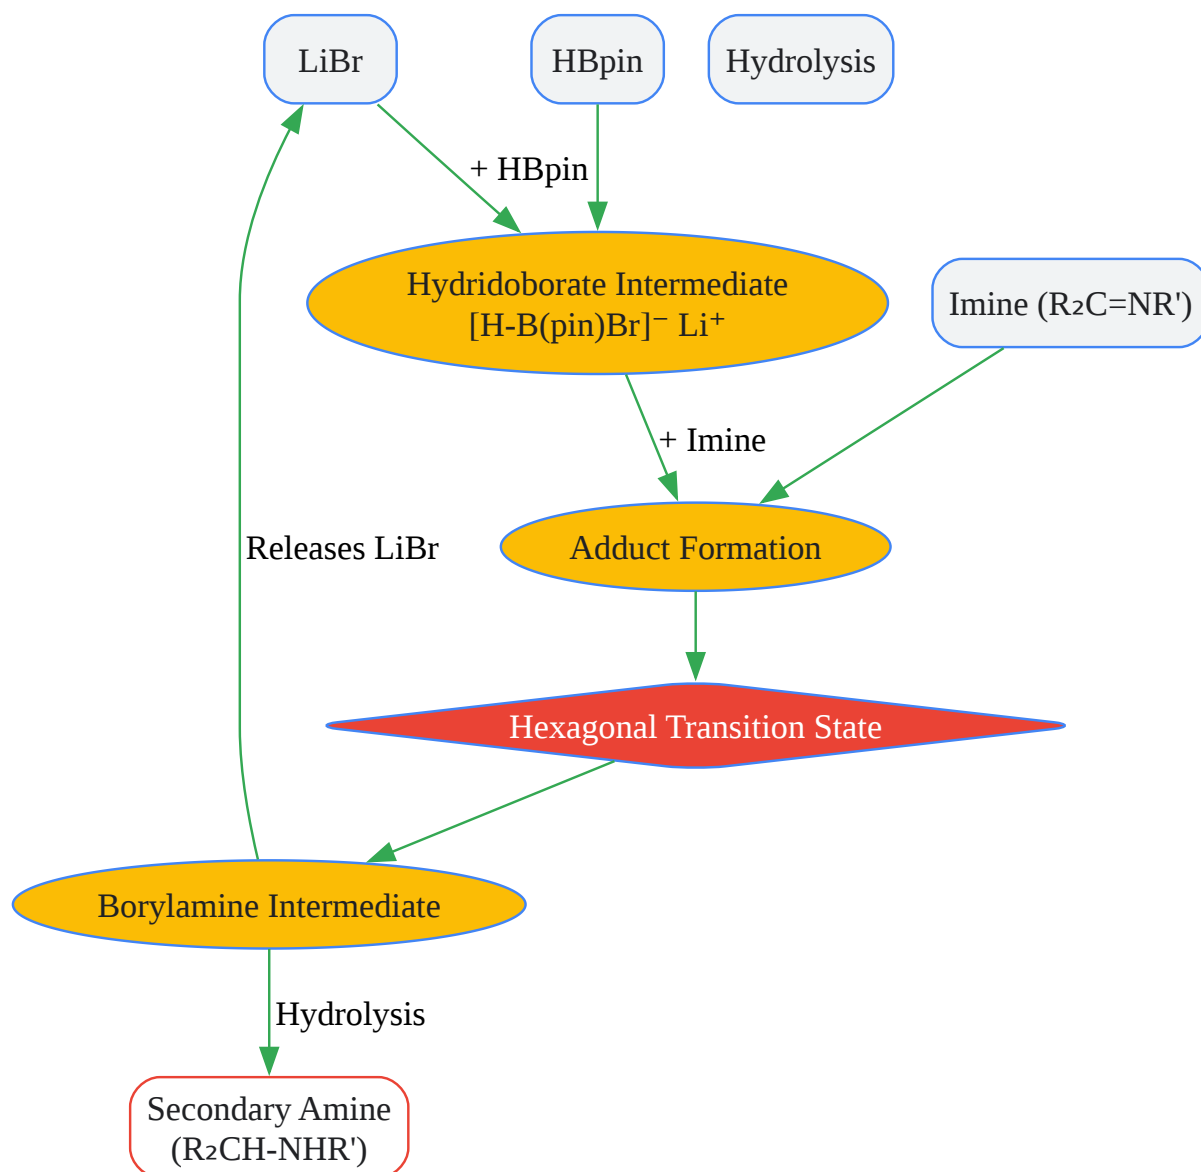 LiBr
HBpin
Hydrolysis
+ HBpin
Hydridoborate Intermediate
[H-B(pin)Br]⁻ Li⁺
Imine (R₂C=NR')
+ Imine
Releases LiBr
Adduct Formation
Hexagonal Transition State
Borylamine Intermediate
Hydrolysis
Secondary Amine
(R₂CH-NHR')